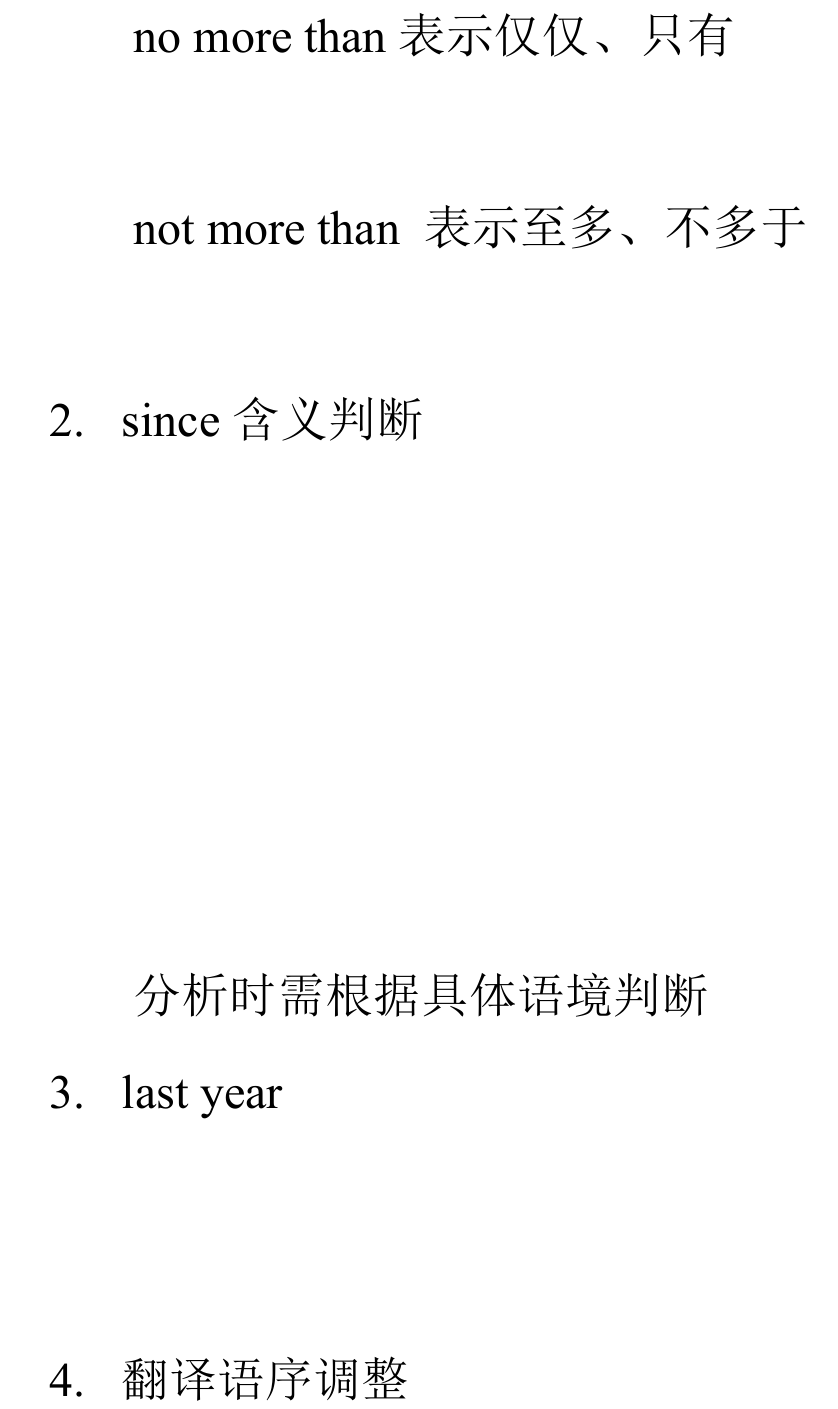 no more than 表示仅仅、只有
not more than 表示至多、不多于
2. since 含义判断
分析时需根据具体语境判断
3. last year
4. 翻译语序调整